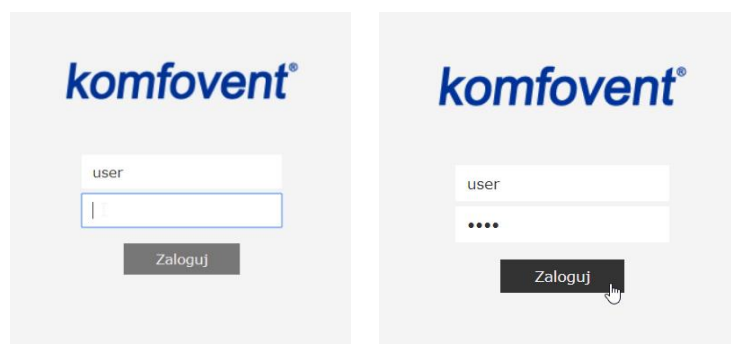 komfovent®
user
Zaloguj
komfovent®
user
••••
Zaloguj